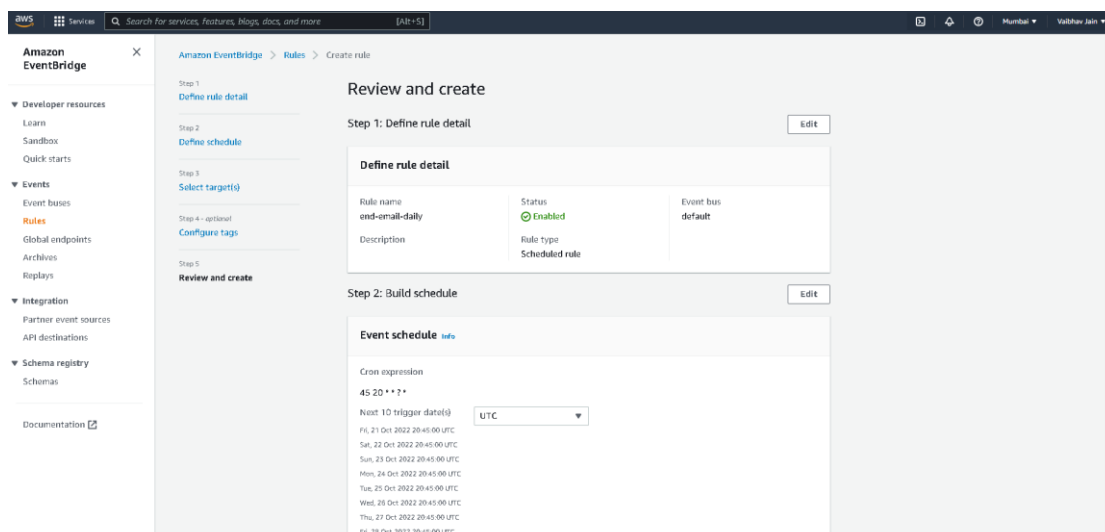 aws Services Search for services, features, blogs, docs, and more [Alt+S] Mumbai Vaibhav Jain
Amazon EventBridge
Developer resources
Learn
Sandbox
Quick starts
Events
Event buses
Rules
Global endpoints
Archives
Replays
Integration
Partner event sources
API destinations
Schema registry
Schemas
Documentation
Amazon EventBridge > Rules > Create rule
Step 1
Define rule detail
Step 2
Define schedule
Step 3
Select target(s)
Step 4 - optional
Configure tags
Step 5
Review and create
Review and create
Step 1: Define rule detail Edit
Define rule detail
Rule name
end-email-daily
Description
Status
Enabled
Rule type
Scheduled rule
Event bus
default
Step 2: Build schedule Edit
Event schedule Info
Cron expression
45 20 * * ? *
Next 10 trigger date(s) UTC
Fri, 21 Oct 2022 20:45:00 UTC
Sat, 22 Oct 2022 20:45:00 UTC
Sun, 23 Oct 2022 20:45:00 UTC
Mon, 24 Oct 2022 20:45:00 UTC
Tue, 25 Oct 2022 20:45:00 UTC
Wed, 26 Oct 2022 20:45:00 UTC
Thu, 27 Oct 2022 20:45:00 UTC
Fri, 28 Oct 2022 20:45:00 UTC